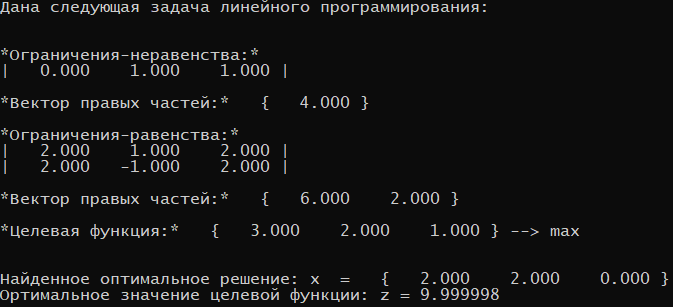 Дана следующая задача линейного программирования:
*Ограничения-неравенства:*
| 0.000 1.000 1.000 |
*Вектор правых частей:* { 4.000 }
*Ограничения-равенства:*
| 2.000 1.000 2.000 |
| 2.000 -1.000 2.000 |
*Вектор правых частей:* { 6.000 2.000 }
*Целевая функция:* { 3.000 2.000 1.000 } --> max
Найденное оптимальное решение: x = { 2.000 2.000 0.000 }
Оптимальное значение целевой функции: z = 9.999998